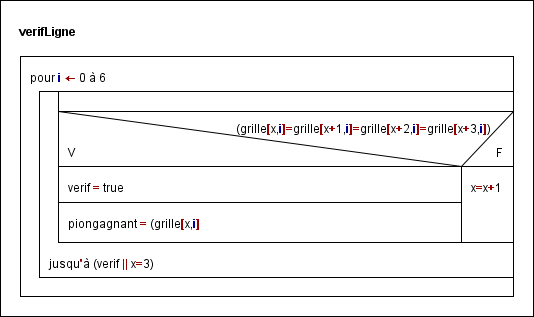 verifLigne
pour i ← 0 à 6
(grille[x,i]=grille[x+1,i]=grille[x+2,i]=grille[x+3,i])
V
F
verif = true
x=x+1
piongagnant = (grille[x,i]
jusqu'à (verif || x=3)